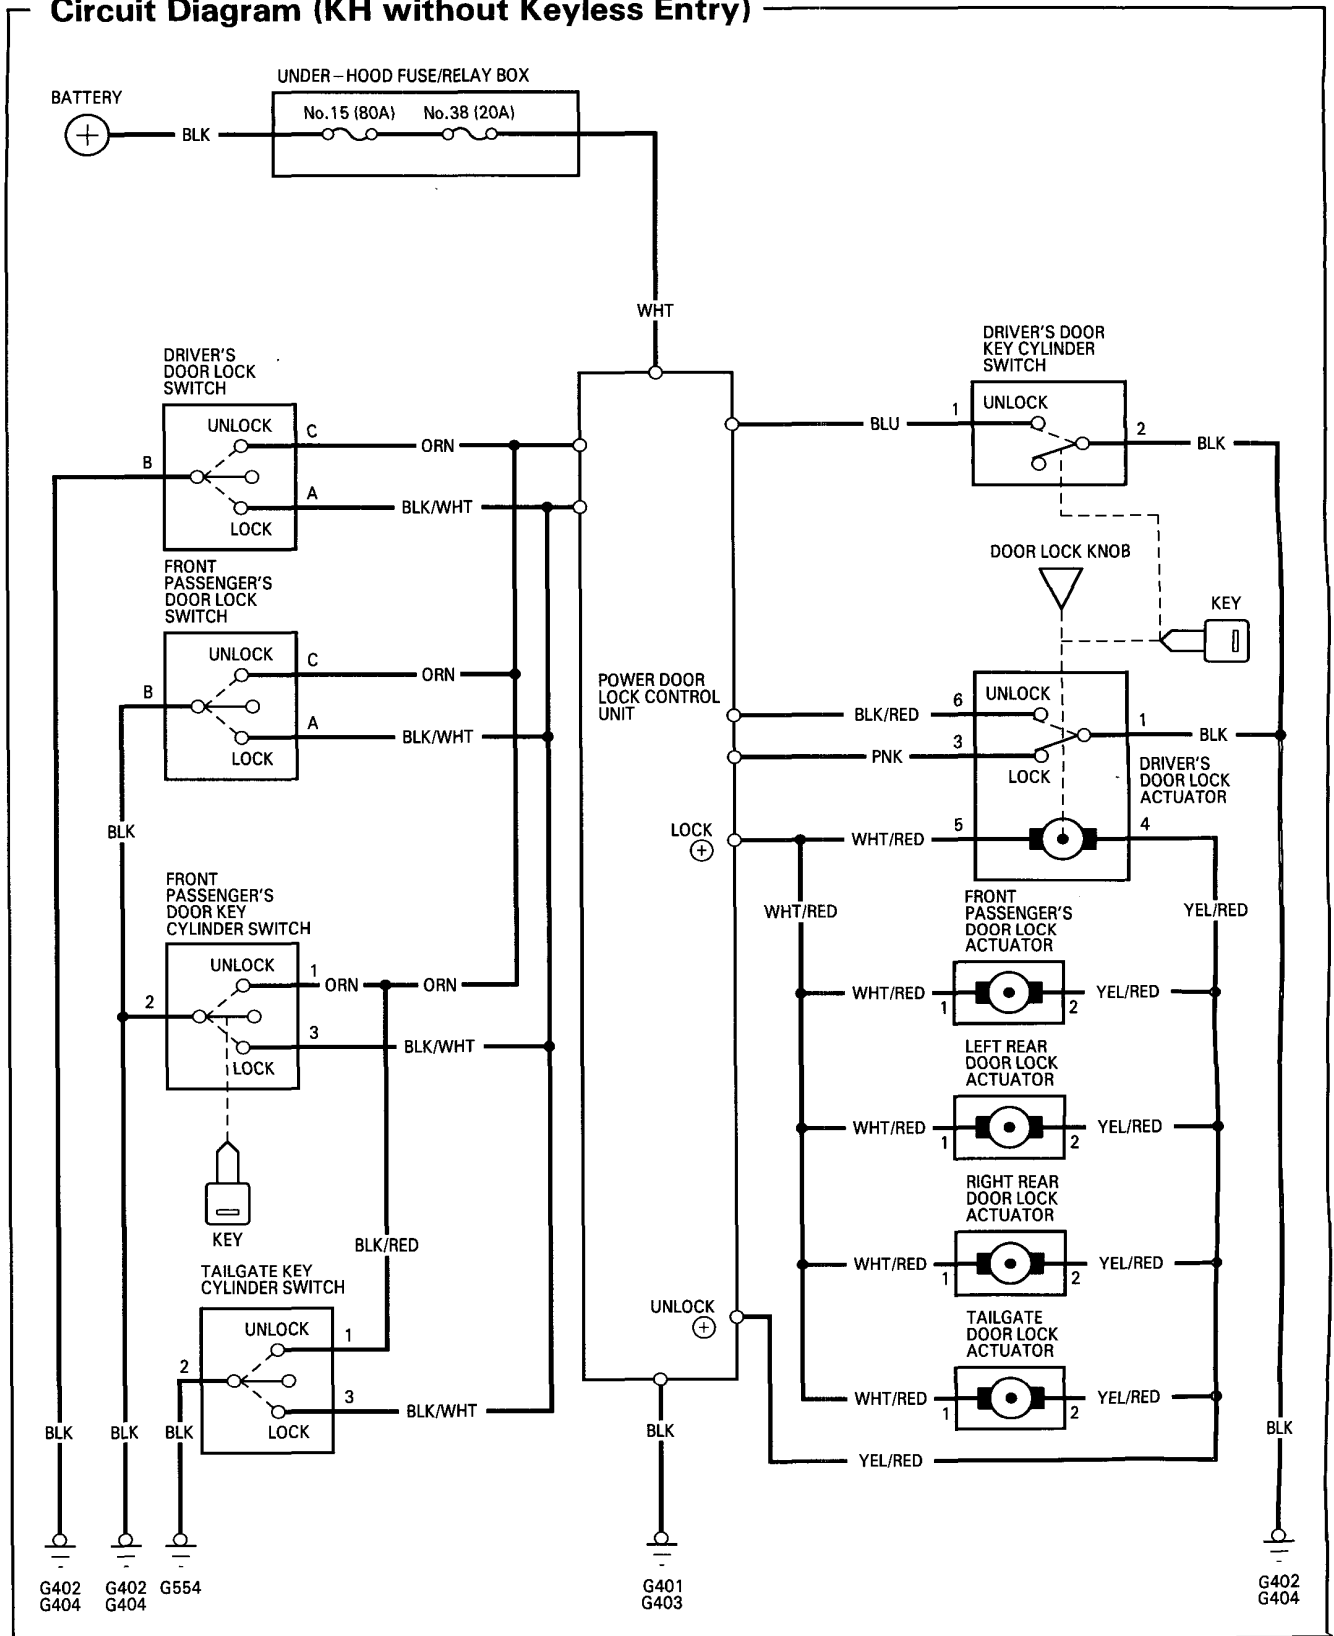 Circuit Diagram (KH without Keyless Entry)
UNDER-HOOD FUSE/RELAY BOX
BATTERY
No.15 (80A) No.38 (20A)
+
BLK
WHT
DRIVER'S
DOOR LOCK
SWITCH
UNLOCK
C
ORN
B
A
BLK/WHT
LOCK
FRONT
PASSENGER'S
DOOR LOCK
SWITCH
UNLOCK
C
ORN
B
A
BLK/WHT
LOCK
BLK
FRONT
PASSENGER'S
DOOR KEY
CYLINDER SWITCH
UNLOCK
1
ORN
ORN
2
3
BLK/WHT
LOCK
KEY
BLK/RED
TAILGATE KEY
CYLINDER SWITCH
UNLOCK
1
2
3
BLK/WHT
LOCK
BLK
BLK
BLK
G402
G404
G402
G404
G554
POWER DOOR
LOCK CONTROL
UNIT
LOCK
+
UNLOCK
+
BLK
G401
G403
DRIVER'S DOOR
KEY CYLINDER
SWITCH
BLU
1
UNLOCK
2
BLK
DOOR LOCK KNOB
KEY
BLK/RED
6
UNLOCK
1
BLK
PNK
3
LOCK
DRIVER'S
DOOR LOCK
ACTUATOR
WHT/RED
5
4
WHT/RED
YEL/RED
FRONT
PASSENGER'S
DOOR LOCK
ACTUATOR
WHT/RED
1
2
YEL/RED
LEFT REAR
DOOR LOCK
ACTUATOR
WHT/RED
1
2
YEL/RED
RIGHT REAR
DOOR LOCK
ACTUATOR
WHT/RED
1
2
YEL/RED
TAILGATE
DOOR LOCK
ACTUATOR
WHT/RED
1
2
YEL/RED
YEL/RED
BLK
G402
G404